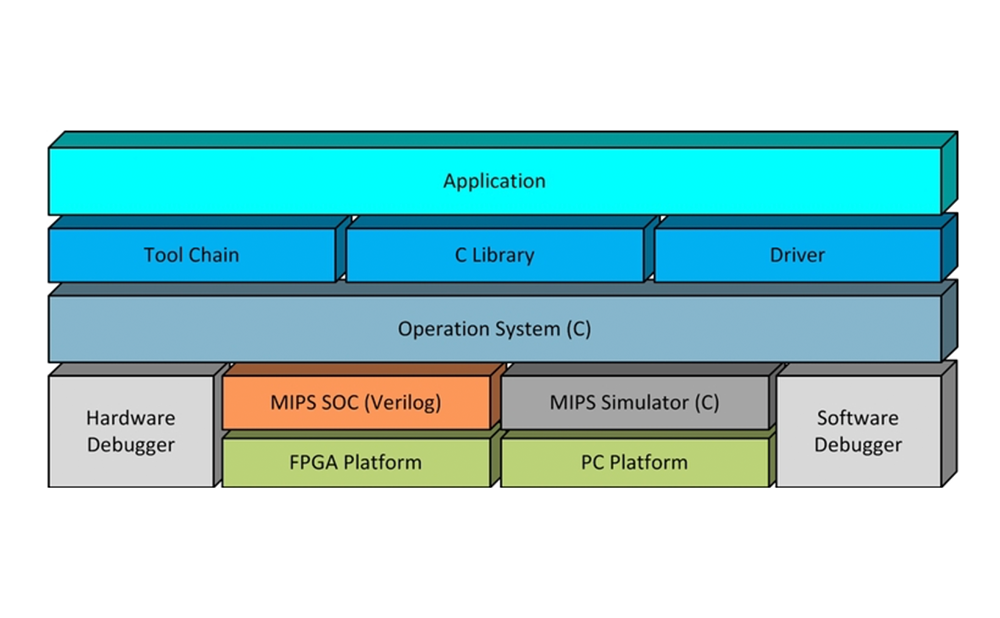 Application
Tool Chain
C Library
Driver
Operation System (C)
Hardware
Debugger
MIPS SOC (Verilog)
MIPS Simulator (C)
Software
Debugger
FPGA Platform
PC Platform